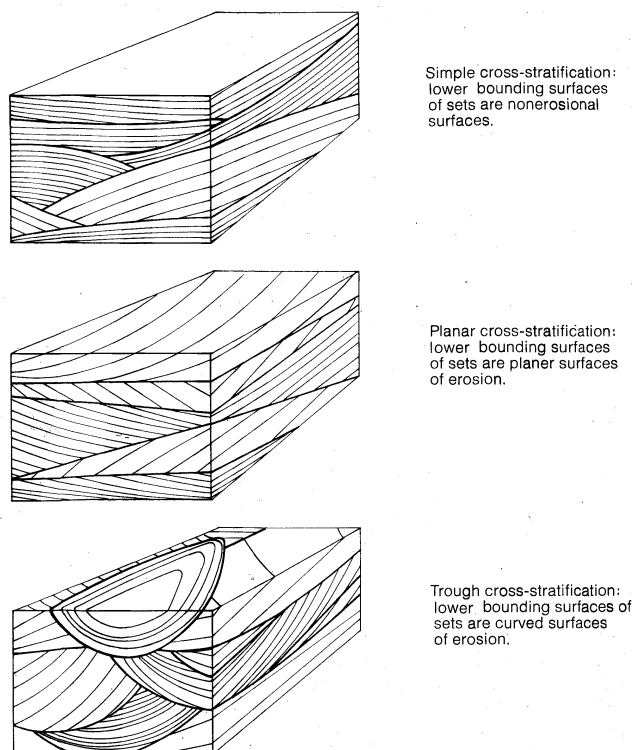 Simple cross-stratification:
lower bounding surfaces
of sets are nonerosional
surfaces.
Planar cross-stratification:
lower bounding surfaces
of sets are planer surfaces
of erosion.
Trough cross-stratification:
lower bounding surfaces of
sets are curved surfaces
of erosion.